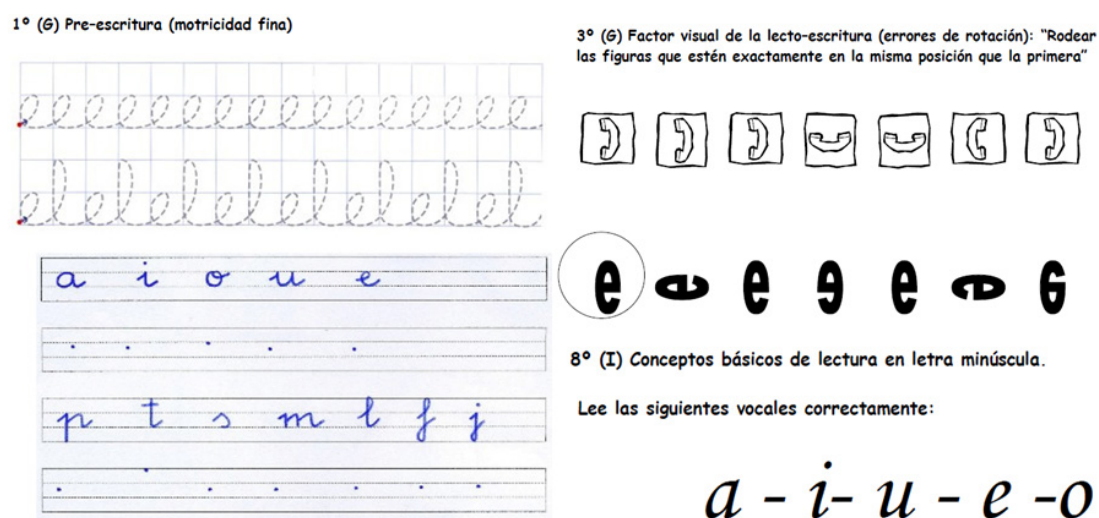 1º (G) Pre-escritura (motricidad fina)
eeeeeeeeeeeeeeee
elelelelelelelel
a i o u e
p t s m l f j
3º (G) Factor visual de la lecto-escritura (errores de rotación): "Rodear
las figuras que estén exactamente en la misma posición que la primera"
e e e e e e e
8º (I) Conceptos básicos de lectura en letra minúscula.
Lee las siguientes vocales correctamente:
a - i- u - e -o